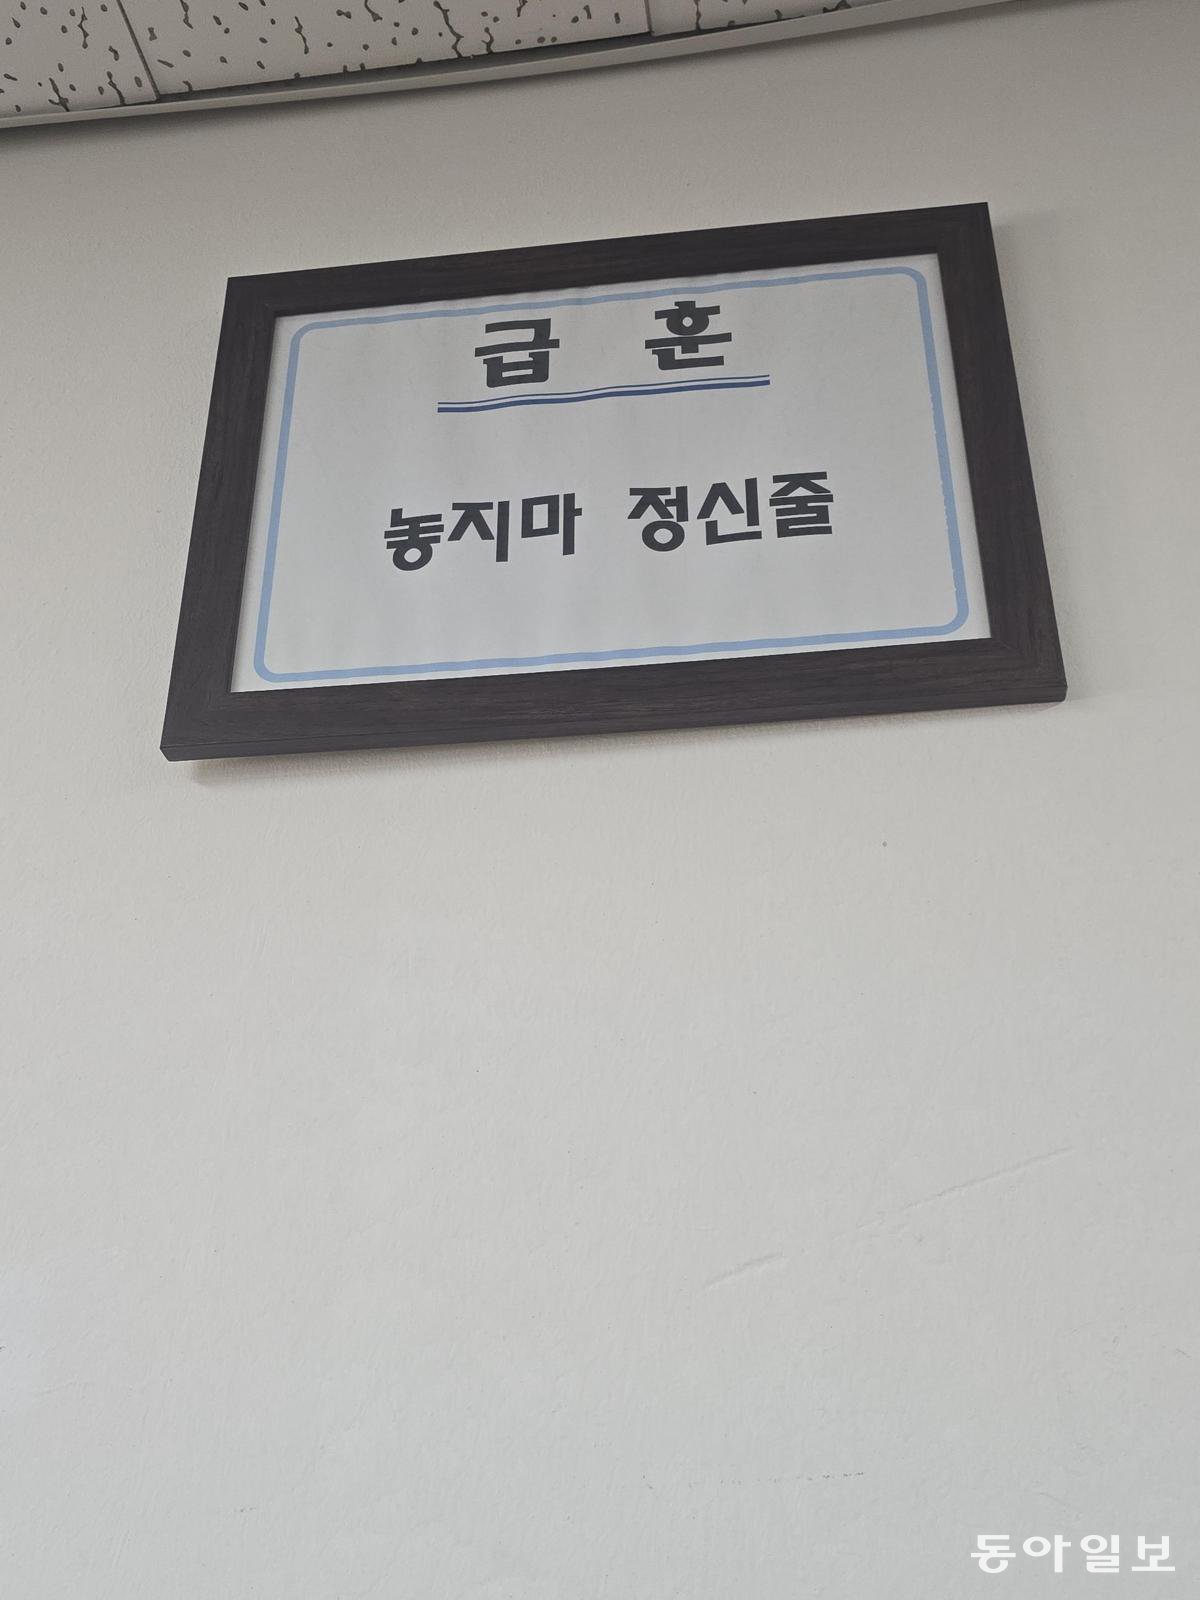 급 훈
놓지마 정신줄
동아일보